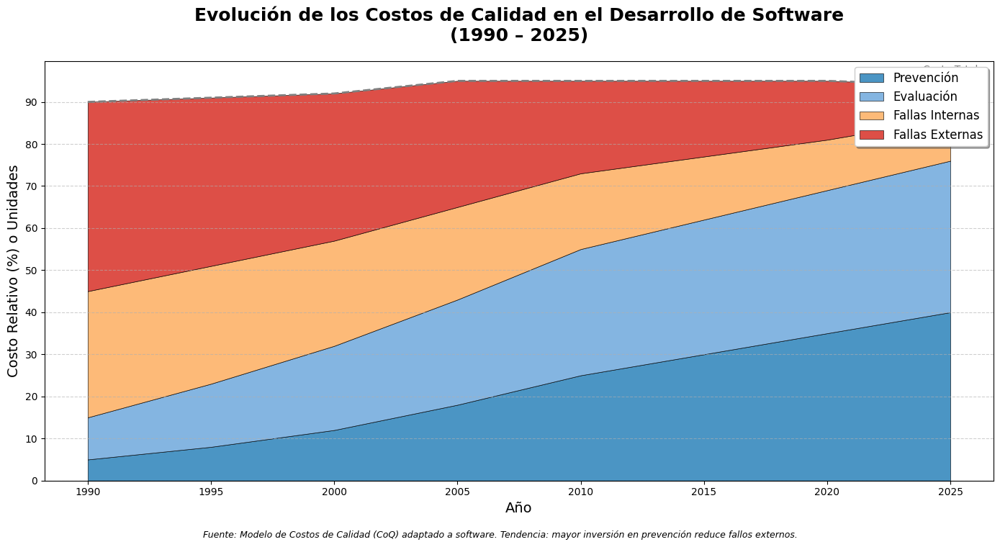 Evolución de los Costos de Calidad en el Desarrollo de Software
(1990 – 2025)
Prevención
Evaluación
Fallas Internas
Fallas Externas
Costo Relativo (%) o Unidades
90
80
70
60
50
40
30
20
10
0
1990 1995 2000 2005 2010 2015 2020 2025
Año
Fuente: Modelo de Costos de Calidad (CoQ) adaptado a software. Tendencia: mayor inversión en prevención reduce fallos externos.